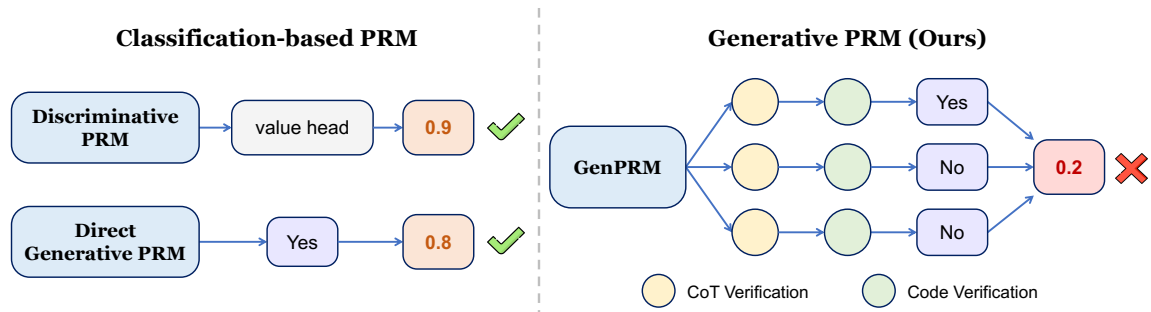 Classification-based PRM
Discriminative
PRM
value head
0.9
Direct
Generative PRM
Yes
0.8
Generative PRM (Ours)
GenPRM
Yes
No
No
0.2
CoT Verification
Code Verification